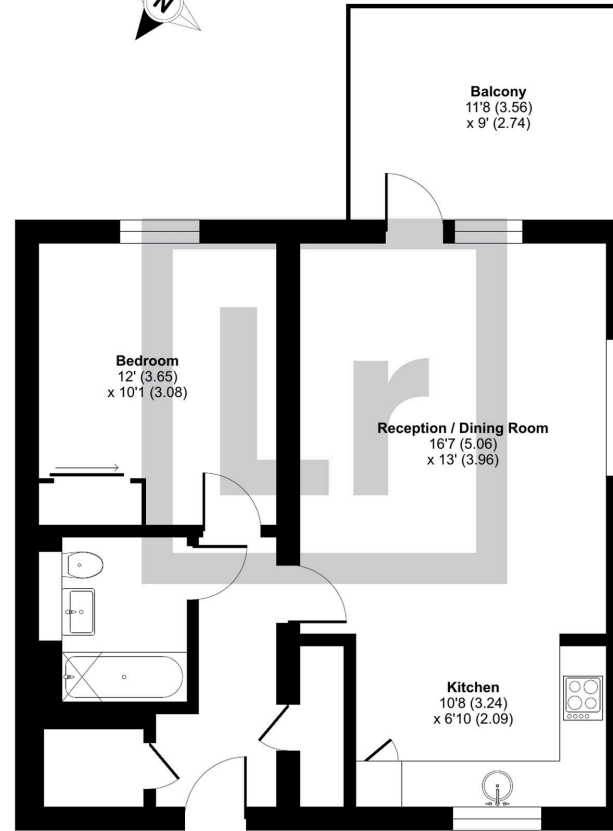 N
Balcony
11'8 (3.56)
x 9' (2.74)
Bedroom
12' (3.65)
x 10'1 (3.08)
Lr
Reception / Dining Room
16'7 (5.06)
x 13' (3.96)
Kitchen
10'8 (3.24)
x 6'10 (2.09)